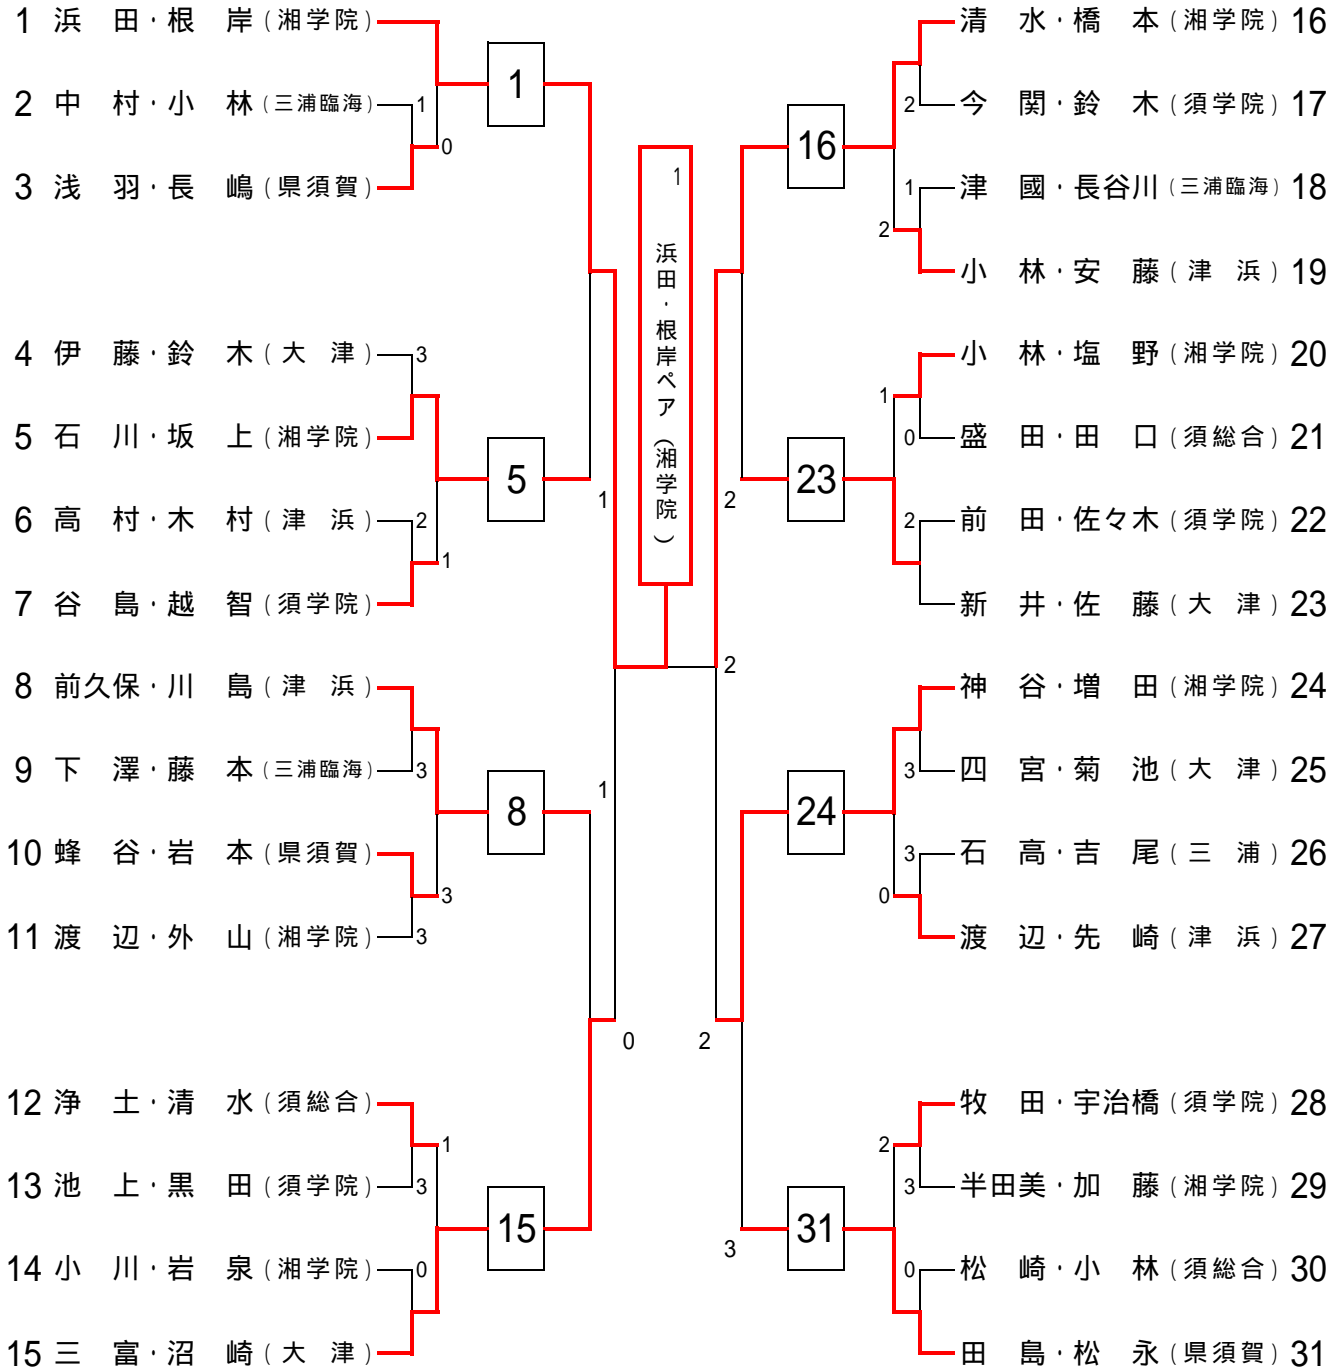 1 浜　田・根　岸 (湘学院)
2 中　村・小　林 (三浦臨海)
3 浅　羽・長　嶋 (県須賀)
1
0
1
4 伊　藤・鈴　木 (大　津)
5 石　川・坂　上 (湘学院)
6 高　村・木　村 (津　浜)
7 谷　島・越　智 (須学院)
3
2
1
5
1
8 前久保・川　島 (津　浜)
9 下　澤・藤　本 (三浦臨海)
10 蜂　谷・岩　本 (県須賀)
11 渡　辺・外　山 (湘学院)
3
3
3
8
1
12 浄　土・清　水 (須総合)
13 池　上・黒　田 (須学院)
14 小　川・岩　泉 (湘学院)
15 三　富・沼　崎 (大　津)
1
3
0
15
0
1
浜田・根岸ペア（湘学院）
清　水・橋　本 (湘学院) 16
今　関・鈴　木 (須学院) 17
津　國・長谷川 (三浦臨海) 18
小　林・安　藤 (津　浜) 19
2
1
2
16
小　林・塩　野 (湘学院) 20
盛　田・田　口 (須総合) 21
前　田・佐々木 (須学院) 22
新　井・佐　藤 (大　津) 23
1
0
2
23
2
2
神　谷・増　田 (湘学院) 24
四　宮・菊　池 (大　津) 25
石　高・吉　尾 (三　浦) 26
渡　辺・先　崎 (津　浜) 27
3
3
0
24
2
牧　田・宇治橋 (須学院) 28
半田美・加　藤 (湘学院) 29
松　崎・小　林 (須総合) 30
田　島・松　永 (県須賀) 31
2
3
0
31
3